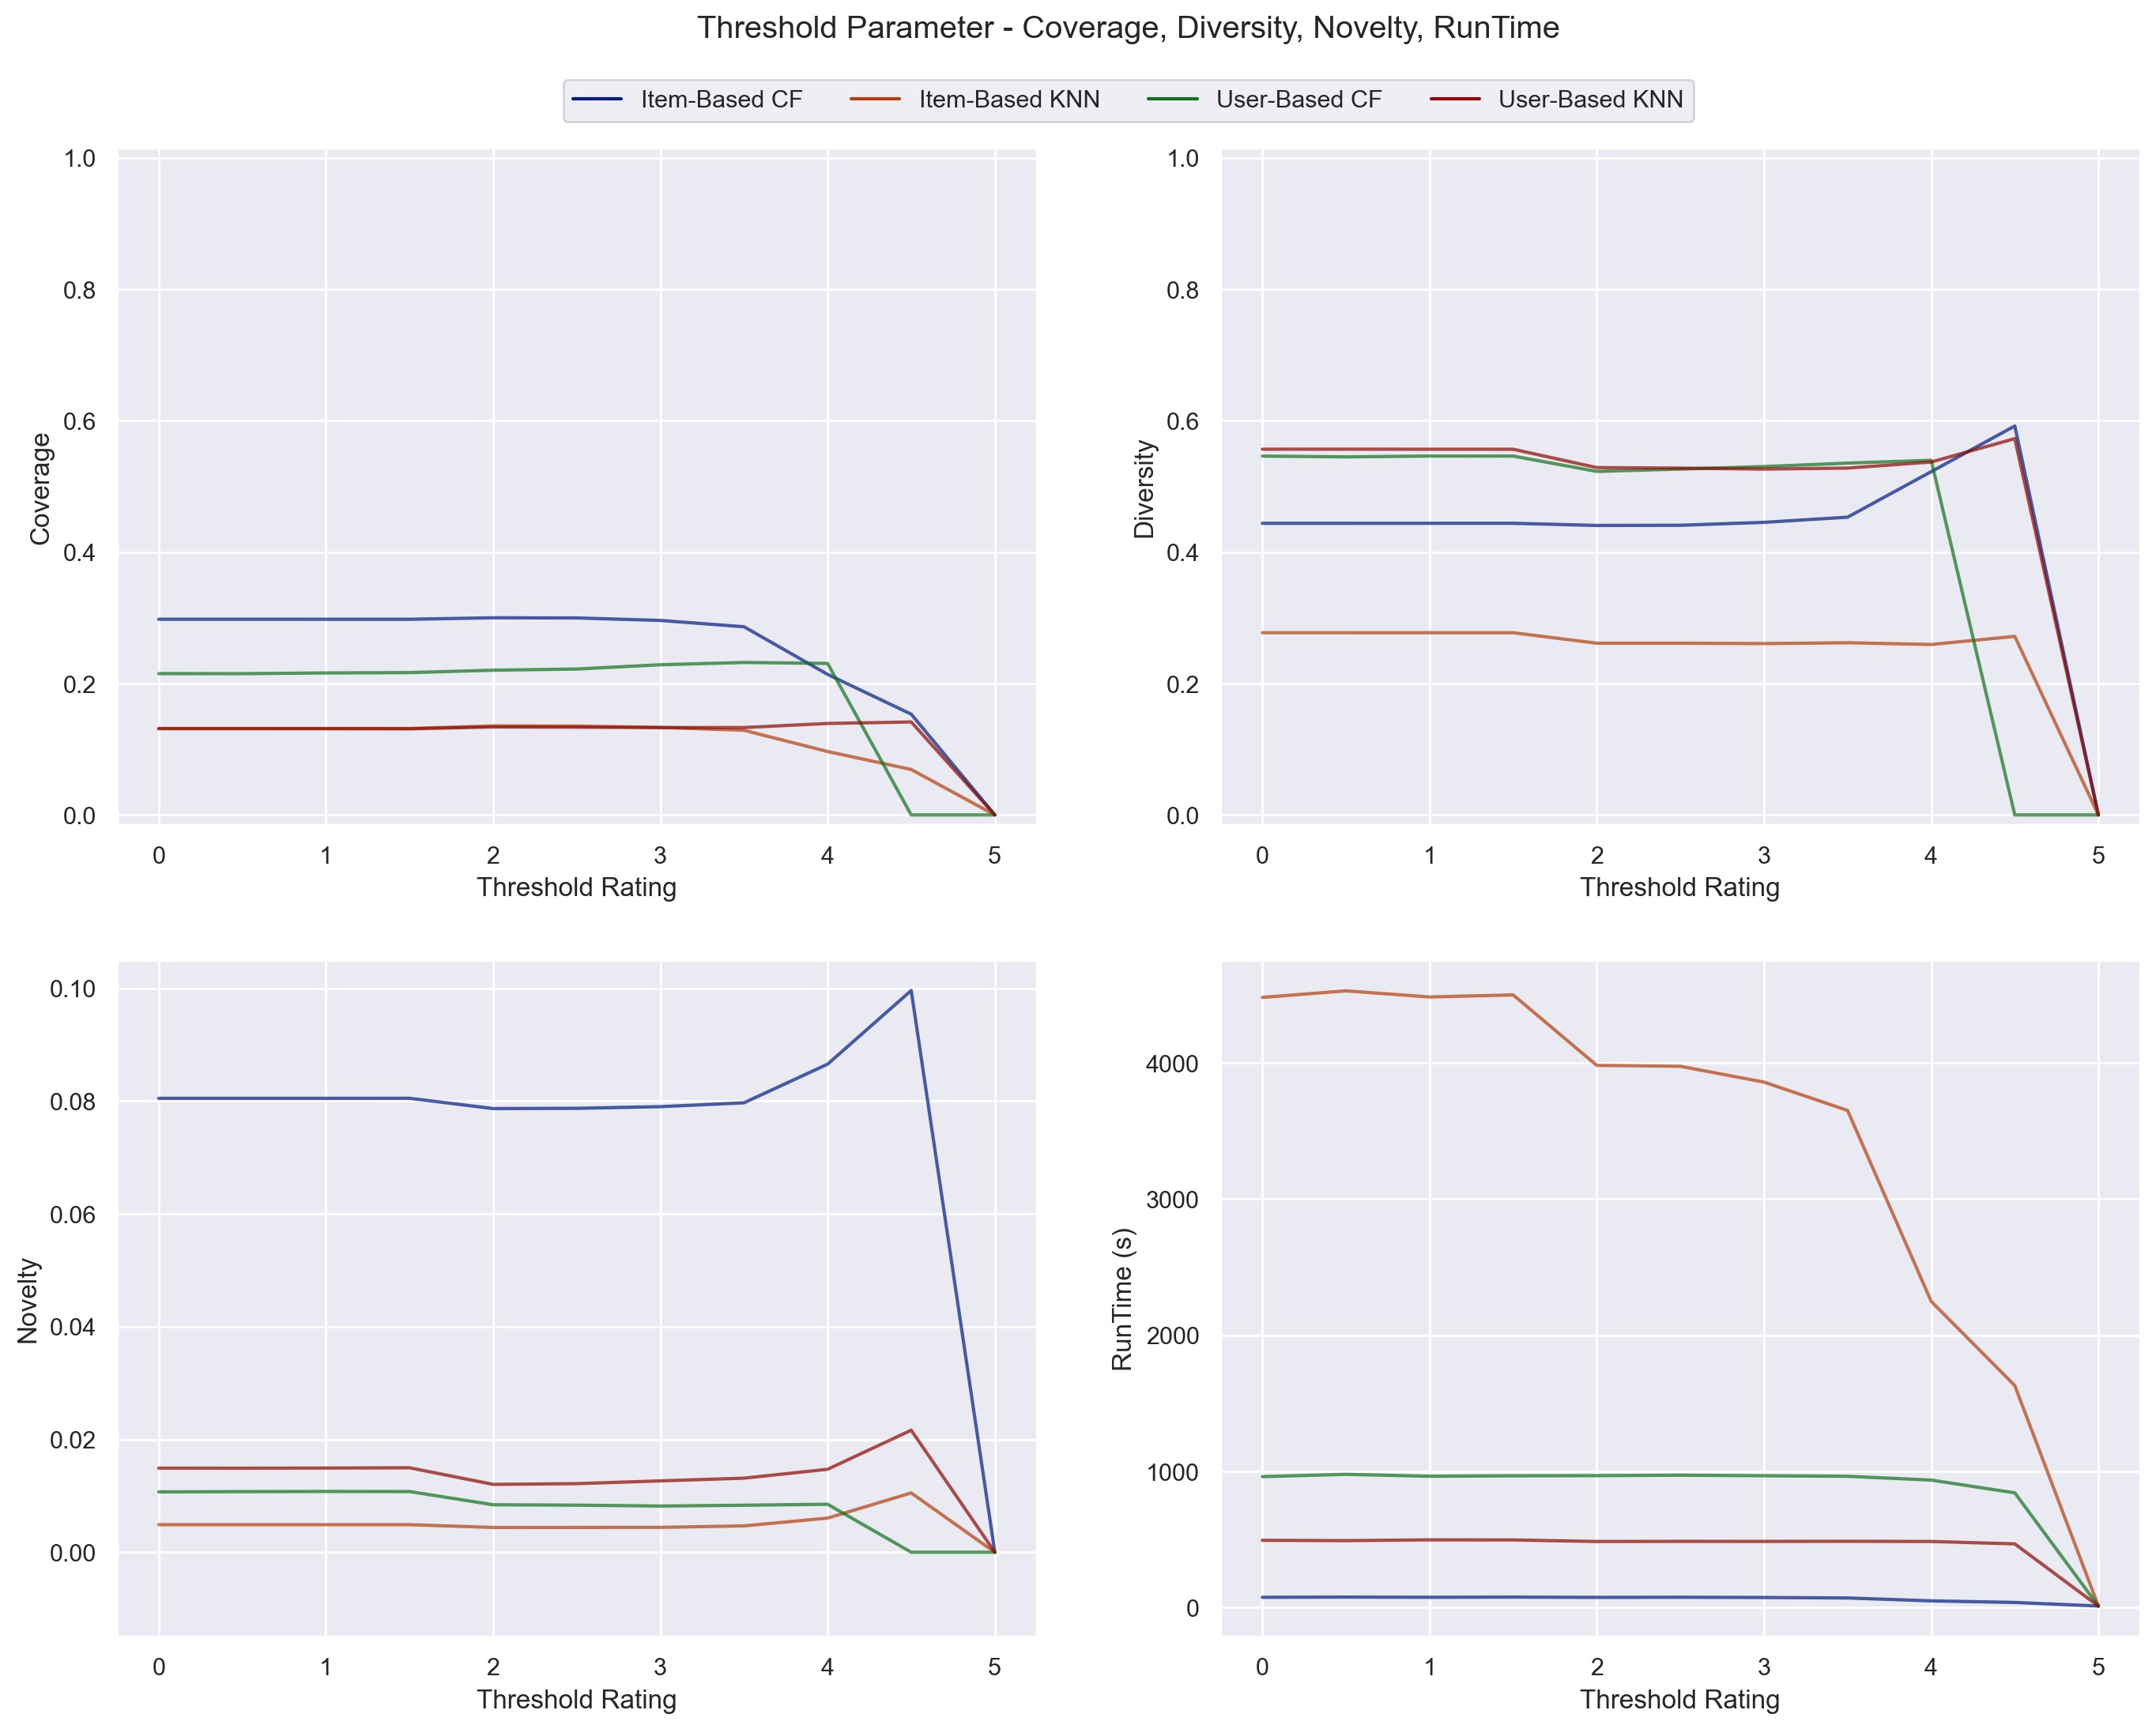 Threshold Parameter - Coverage, Diversity, Novelty, RunTime
Item-Based CF Item-Based KNN User-Based CF User-Based KNN
Coverage
1.0
0.8
0.6
0.4
0.2
0.0
0 1 2 3 4 5
Threshold Rating
Diversity
1.0
0.8
0.6
0.4
0.2
0.0
0 1 2 3 4 5
Threshold Rating
Novelty
0.10
0.08
0.06
0.04
0.02
0.00
0 1 2 3 4 5
Threshold Rating
RunTime (s)
4000
3000
2000
1000
0
0 1 2 3 4 5
Threshold Rating